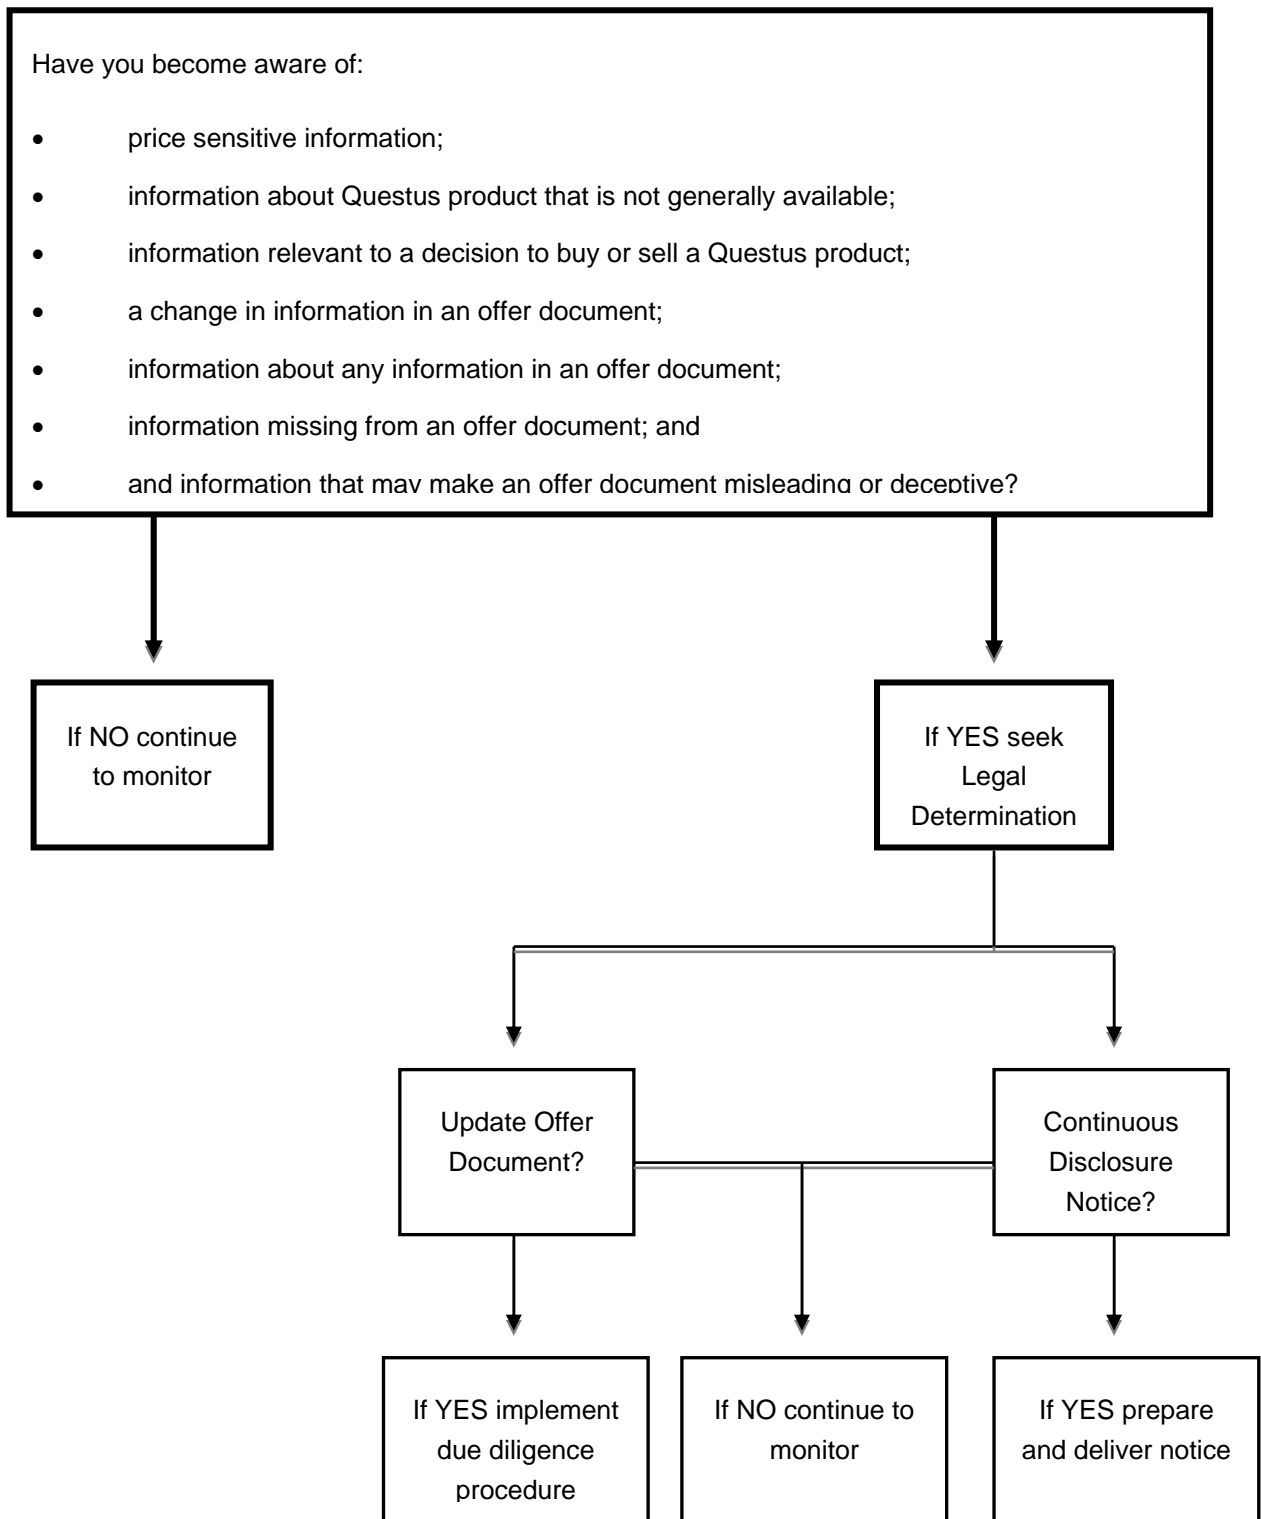 Have you become aware of:
• price sensitive information;
• information about Questus product that is not generally available;
• information relevant to a decision to buy or sell a Questus product;
• a change in information in an offer document;
• information about any information in an offer document;
• information missing from an offer document; and
• and information that may make an offer document misleading or deceptive?
If NO continue
to monitor
If YES seek
Legal
Determination
Update Offer
Document?
Continuous
Disclosure
Notice?
If YES implement
due diligence
procedure
If NO continue to
monitor
If YES prepare
and deliver notice